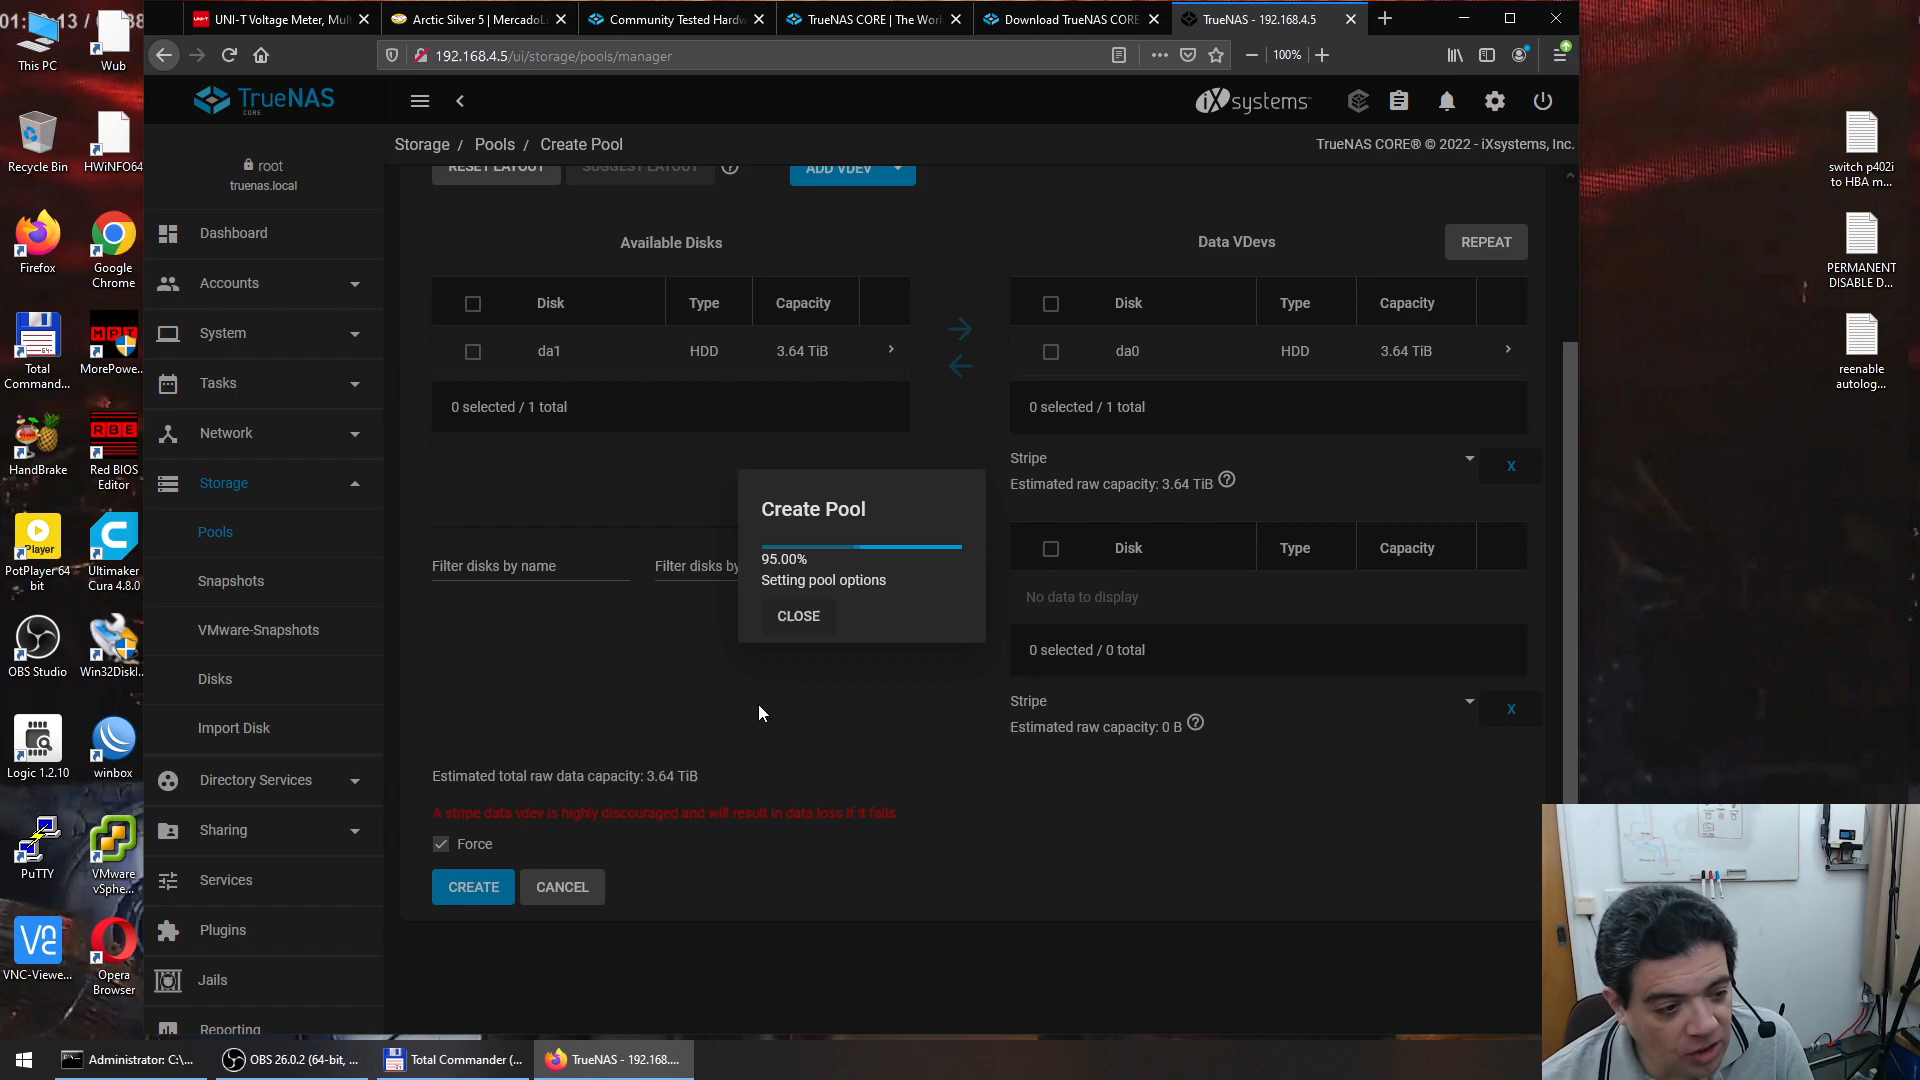 UNI-T Voltage Meter, Mul
Arctic Silver 5 | MercadoLi
Community Tested Hardw
TrueNAS CORE | The Worl
Download TrueNAS CORE
TrueNAS - 192.168.4.5
192.168.4.5/ui/storage/pools/manager
100%
TrueNAS
CORE
iXsystems
Storage / Pools / Create Pool
TrueNAS CORE® © 2022 - iXsystems, Inc.
root
truenas.local
Dashboard
Accounts
System
Tasks
Network
Storage
Pools
Snapshots
VMware-Snapshots
Disks
Import Disk
Directory Services
Sharing
Services
Plugins
Jails
Reporting
RESET LAYOUT
SUGGEST LAYOUT
ADD VDEV
Available Disks
Disk Type Capacity
da1 HDD 3.64 TiB
0 selected / 1 total
Filter disks by name
Filter disks by
Data VDevs
REPEAT
Disk Type Capacity
da0 HDD 3.64 TiB
0 selected / 1 total
Stripe
X
Estimated raw capacity: 3.64 TiB
Disk Type Capacity
No data to display
0 selected / 0 total
Stripe
X
Estimated raw capacity: 0 B
Create Pool
95.00%
Setting pool options
CLOSE
Estimated total raw data capacity: 3.64 TiB
A stripe data vdev is highly discouraged and will result in data loss if it fails
Force
CREATE
CANCEL
This PC
Wub
Recycle Bin
HWiNFO64
Firefox
Google
Chrome
Total
Command...
MorePowe...
HandBrake
Red BIOS
Editor
PotPlayer 64
bit
Ultimaker
Cura 4.8.0
OBS Studio
Win32DiskI...
Logic 1.2.10
winbox
PuTTY
VMware
vSphe...
VNC-Viewe...
Opera
Browser
switch p402i
to HBA m...
PERMANENT
DISABLE D...
reenable
autolog...
Administrator: C:\...
OBS 26.0.2 (64-bit, ...
Total Commander (...
TrueNAS - 192.168....